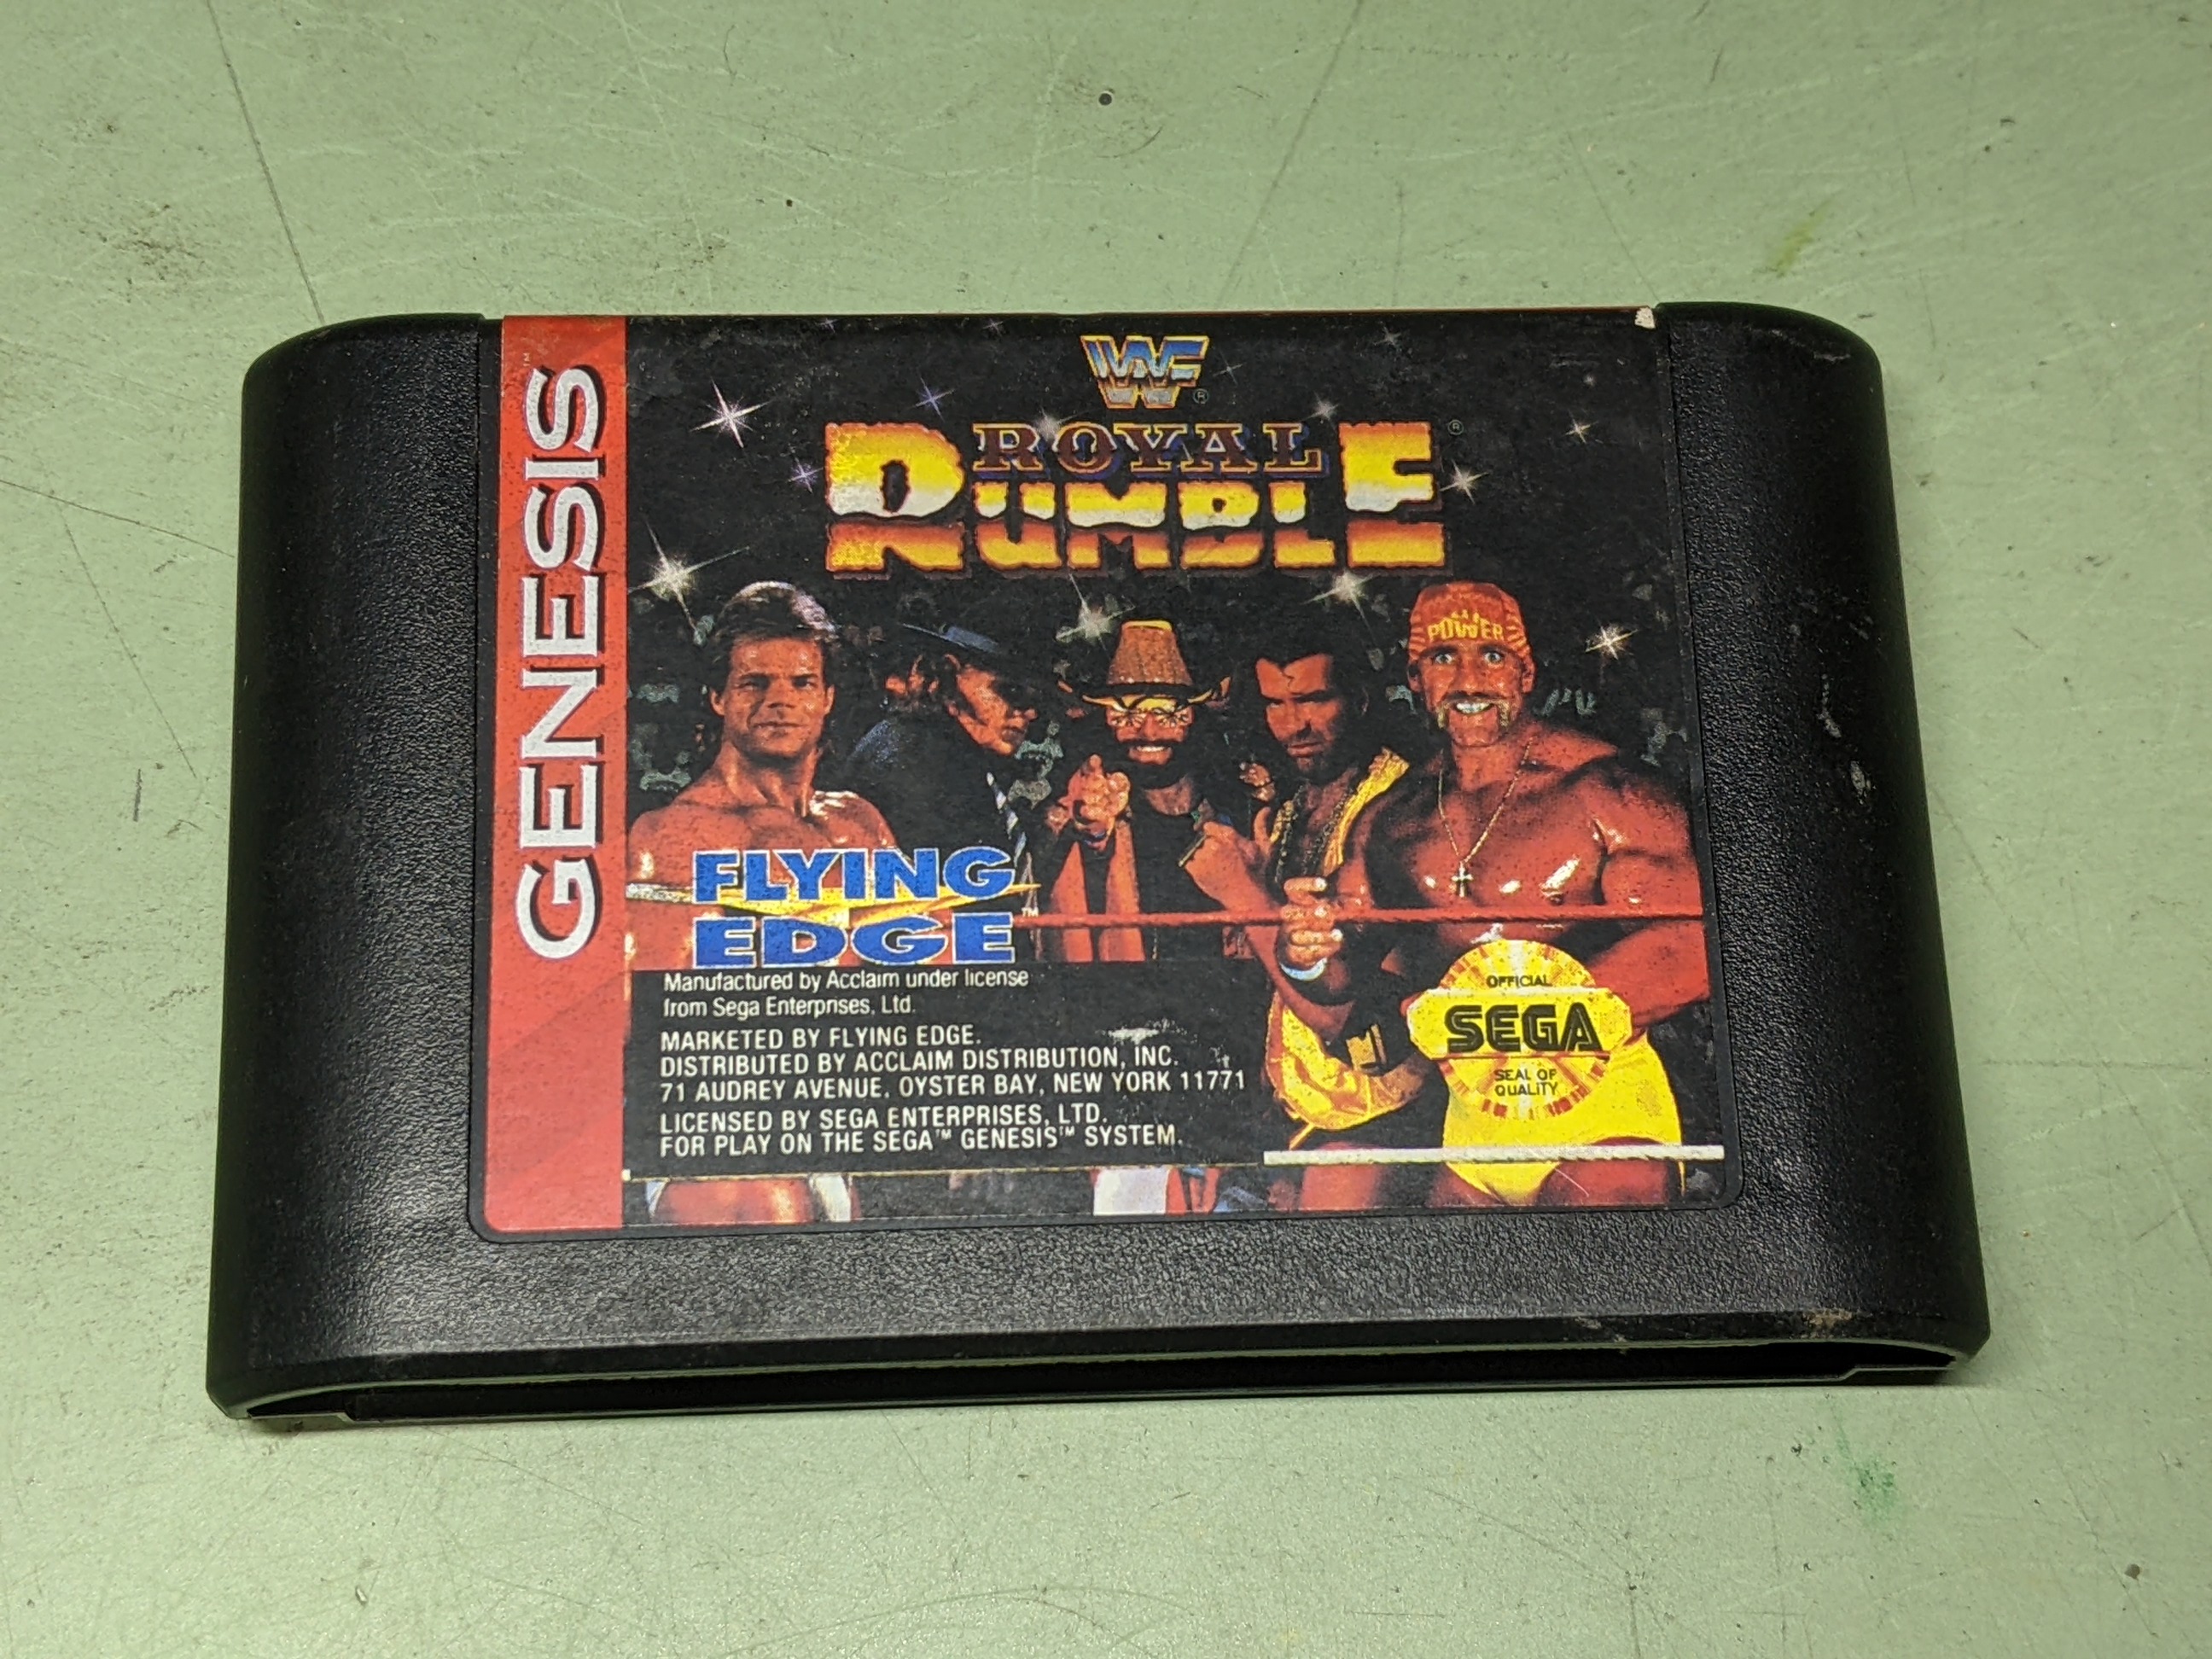 GENESIS™
WWF®
ROYAL
RUMBLE®
POWER
FLYING
EDGE™
Manufactured by Acclaim under license
from Sega Enterprises, Ltd.
MARKETED BY FLYING EDGE.
DISTRIBUTED BY ACCLAIM DISTRIBUTION, INC.
71 AUDREY AVENUE, OYSTER BAY, NEW YORK 11771
LICENSED BY SEGA ENTERPRISES, LTD.
FOR PLAY ON THE SEGA™ GENESIS™ SYSTEM.
OFFICIAL
SEGA
SEAL OF
QUALITY